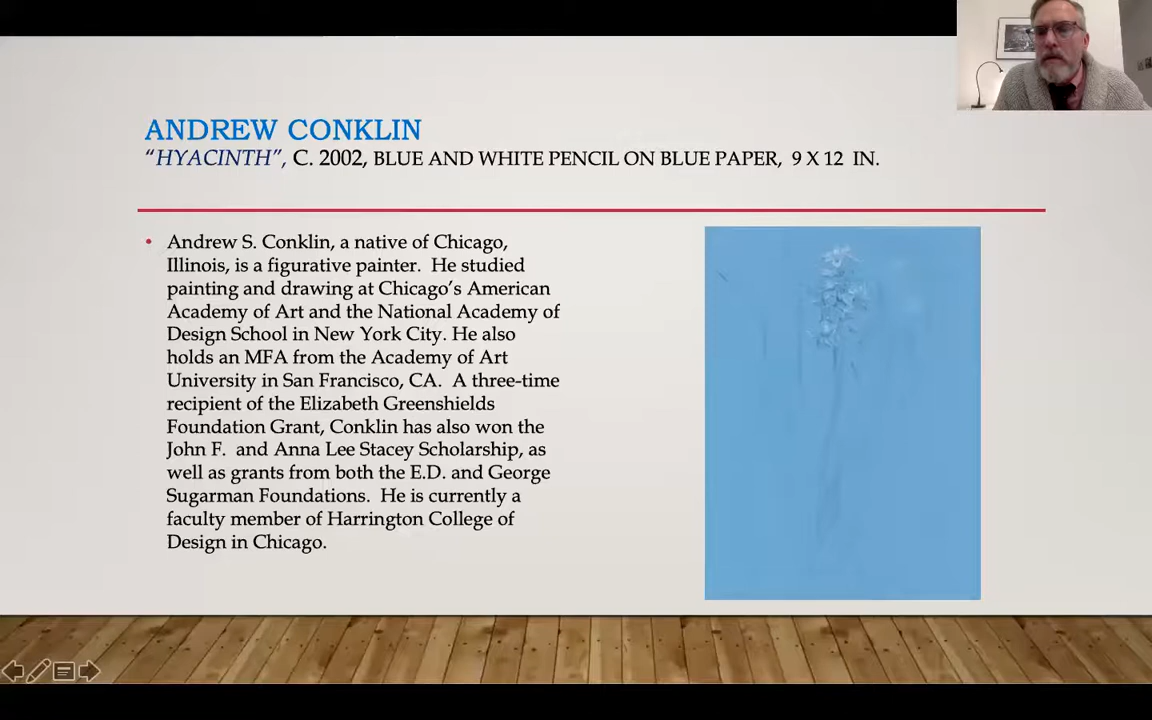 ANDREW CONKLIN
"HYACINTH", C. 2002, BLUE AND WHITE PENCIL ON BLUE PAPER, 9 X 12 IN.
• Andrew S. Conklin, a native of Chicago,
Illinois, is a figurative painter. He studied
painting and drawing at Chicago's American
Academy of Art and the National Academy of
Design School in New York City. He also
holds an MFA from the Academy of Art
University in San Francisco, CA. A three-time
recipient of the Elizabeth Greenshields
Foundation Grant, Conklin has also won the
John F. and Anna Lee Stacey Scholarship, as
well as grants from both the E.D. and George
Sugarman Foundations. He is currently a
faculty member of Harrington College of
Design in Chicago.